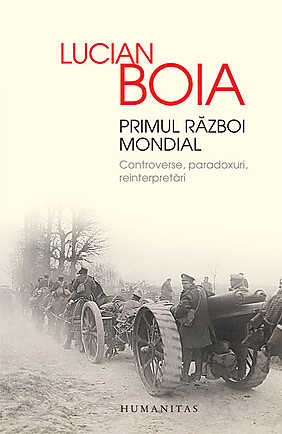 LUCIAN
BOIA
PRIMUL RĂZBOI
MONDIAL
Controverse, paradoxuri,
reinterpretări
HUMANITAS